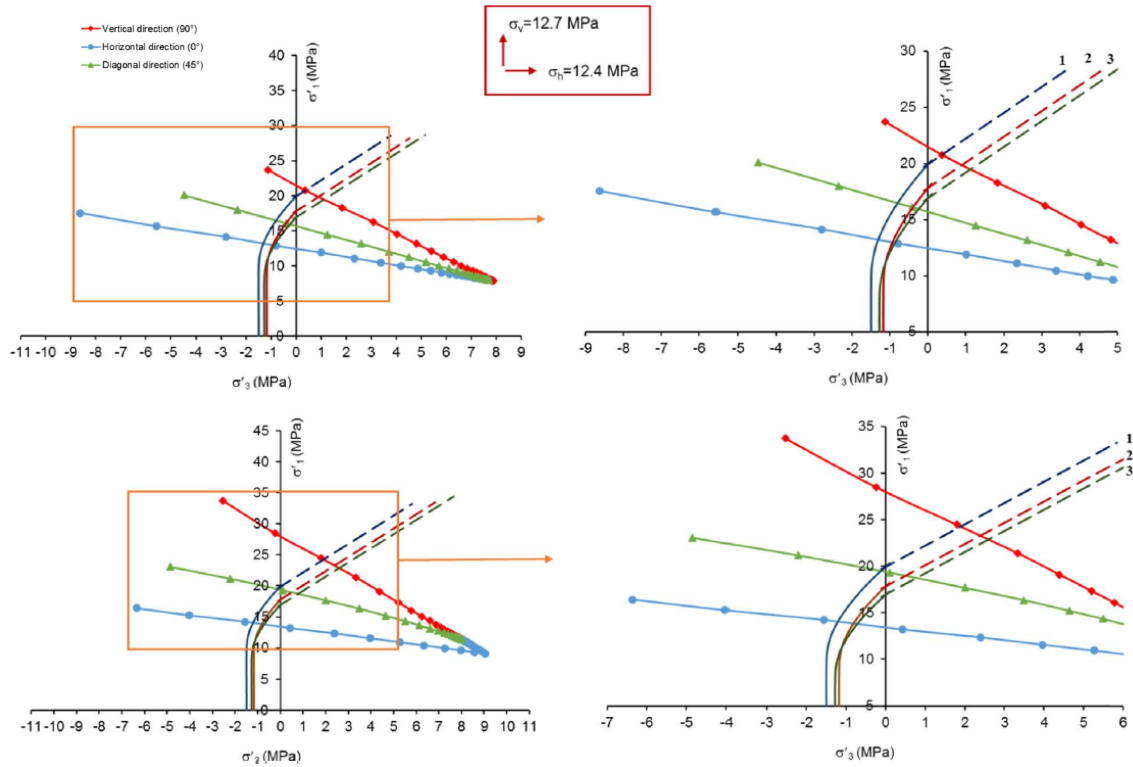 Vertical direction (90°)
Horizontal direction (0°)
Diagonal direction (45°)
σv=12.7 MPa
σh=12.4 MPa
40
35
30
25
20
15
10
5
0
σ′1 (MPa)
-11 -10 -9 -8 -7 -6 -5 -4 -3 -2 -1 0 1 2 3 4 5 6 7 8 9
σ′3 (MPa)
30
25
20
15
10
5
σ′1 (MPa)
1 2 3
-9 -8 -7 -6 -5 -4 -3 -2 -1 0 1 2 3 4 5
σ′3 (MPa)
45
40
35
30
25
20
15
10
5
0
σ′1 (MPa)
-11 -10 -9 -8 -7 -6 -5 -4 -3 -2 -1 0 1 2 3 4 5 6 7 8 9 10 11
(MPa)
35
30
25
20
15
10
5
σ′1 (MPa)
1
2
3
-7 -6 -5 -4 -3 -2 -1 0 1 2 3 4 5 6
σ′3 (MPa)